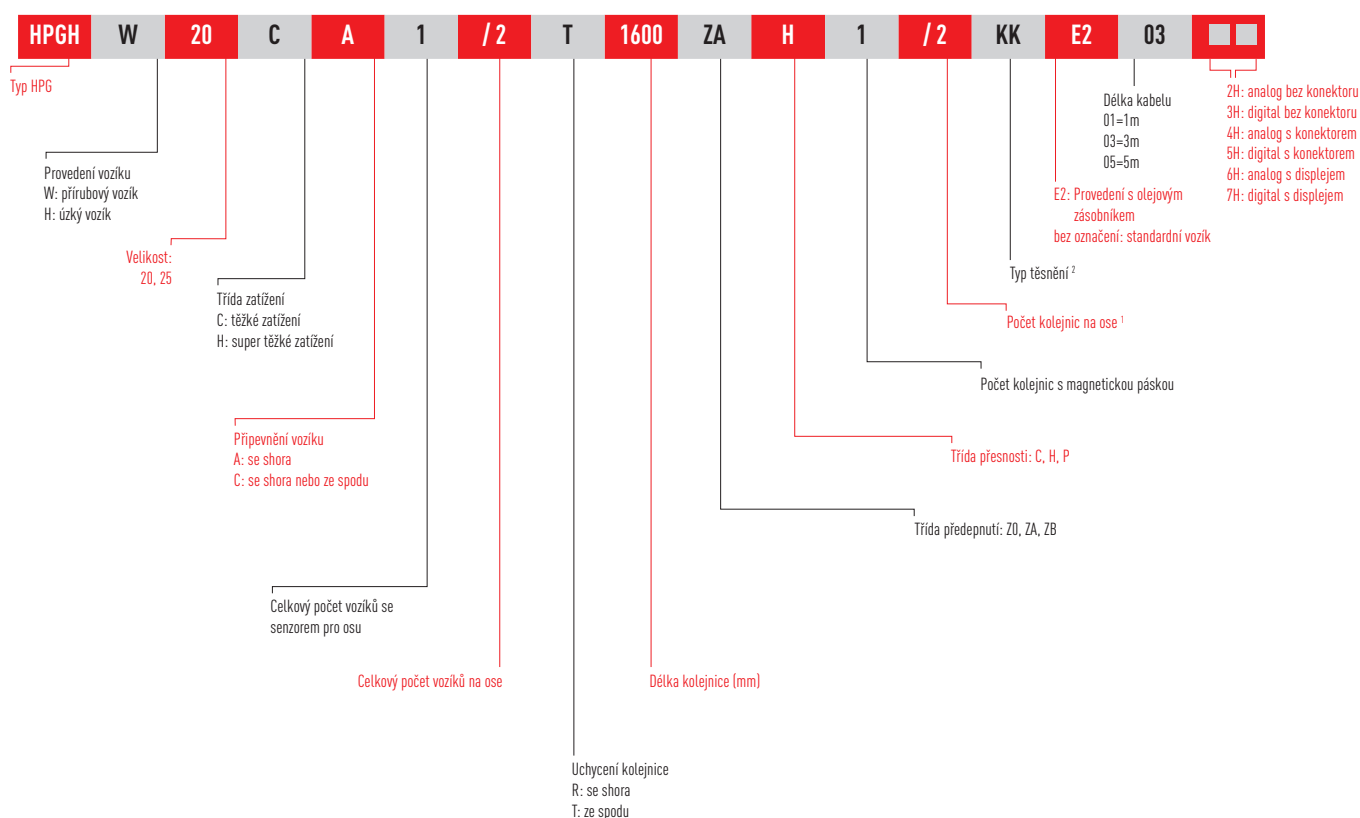 HPGH W 20 C A 1 / 2 T 1600 ZA H 1 / 2 KK E2 03
Typ HPG
Provedení vozíku
W: přírubový vozík
H: úzký vozík
Velikost:
20, 25
Třída zatížení
C: těžké zatížení
H: super těžké zatížení
Připevnění vozíku
A: se shora
C: se shora nebo ze spodu
Celkový počet vozíků se
senzorem pro osu
Celkový počet vozíků na ose
Uchycení kolejnice
R: se shora
T: ze spodu
Délka kolejnice (mm)
Třída předepnutí: Z0, ZA, ZB
Třída přesnosti: C, H, P
Počet kolejnic s magnetickou páskou
Počet kolejnic na ose ¹
Typ těsnění ²
E2: Provedení s olejovým
zásobníkem
bez označení: standardní vozík
Délka kabelu
01=1m
03=3m
05=5m
2H: analog bez konektoru
3H: digital bez konektoru
4H: analog s konektorem
5H: digital s konektorem
6H: analog s displejem
7H: digital s displejem